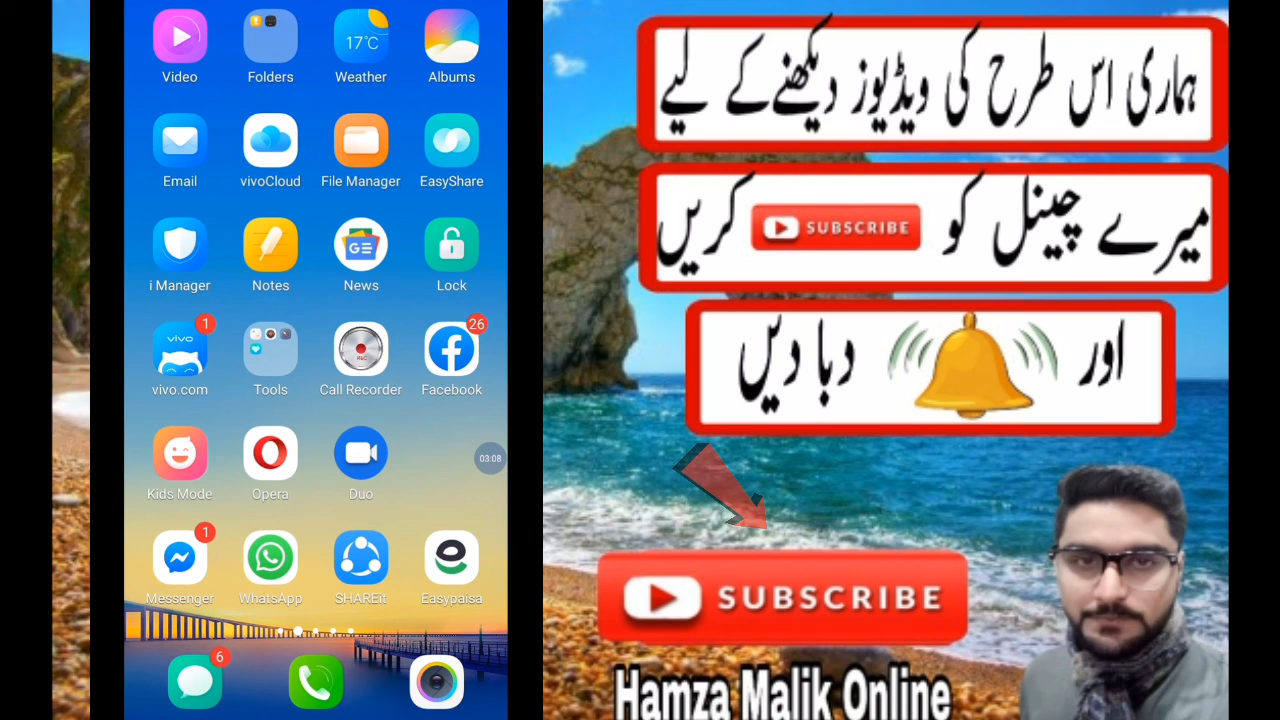 17°C
Video Folders Weather Albums
Email vivoCloud File Manager EasyShare
GE
i Manager Notes News Lock
1 26
vivo REC
vivo.com Tools Call Recorder Facebook
03:08
Kids Mode Opera Duo
1
Messenger WhatsApp SHAREit Easypaisa
6
ہماری اس طرح کی ویڈیوز دیکھنے کے لیے
میرے چینل کو SUBSCRIBE کریں
اور دبا دیں
SUBSCRIBE
Hamza Malik Online